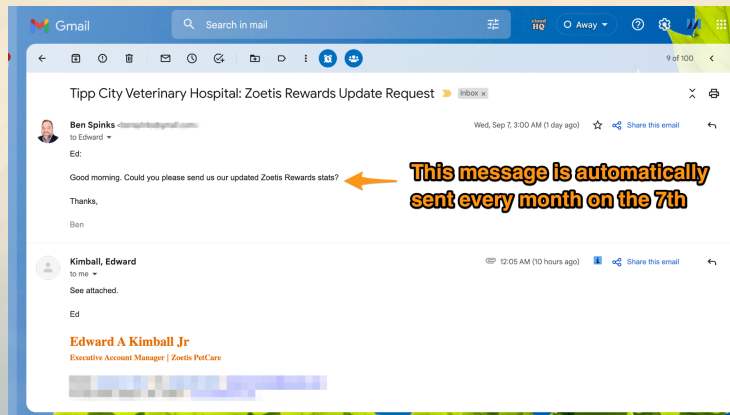 Gmail
Search in mail
cloud
HQ
Away
9 of 100
Tipp City Veterinary Hospital: Zoetis Rewards Update Request
Inbox x
Ben Spinks
Wed, Sep 7, 3:00 AM (1 day ago)
Share this email
to Edward
Ed:
Good morning. Could you please send us our updated Zoetis Rewards stats?
This message is automatically
sent every month on the 7th
Thanks,
Ben
Kimball, Edward
12:05 AM (10 hours ago)
Share this email
to me
See attached.
Ed
Edward A Kimball Jr
Executive Account Manager | Zoetis PetCare